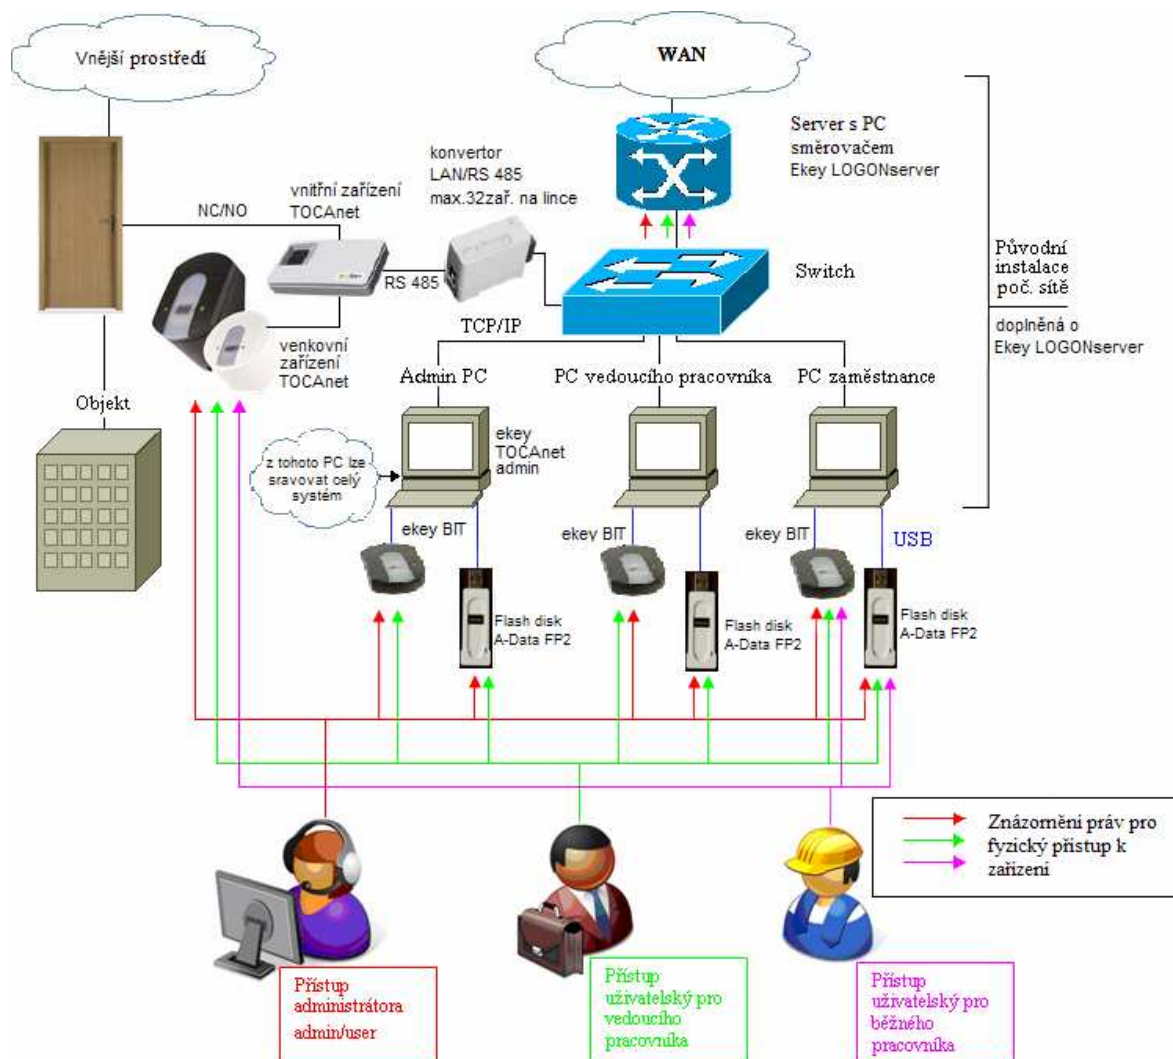 Vnější prostředí
WAN
Server s PC
směrovačem
Ekey LOGONserver
konvertor
LAN/RS 485
max.32zař. na lince
vnitřní zařízení
TOCAnet
NC/NO
RS 485
Switch
Původní
instalace
poč. sítě
doplněná o
Ekey LOGONserver
TCP/IP
venkovní
zařízení
TOCAnet
Objekt
Admin PC
PC vedoucího pracovníka
PC zaměstnance
ekey
TOCAnet
admin
z tohoto PC lze
sravovat celý
systém
ekey BIT
ekey BIT
ekey BIT
USB
Flash disk
A-Data FP2
Flash disk
A-Data FP2
Flash disk
A-Data FP2
Znázornění práv pro
fyzický přístup k
zařízení
Přístup
administrátora
admin/user
Přístup
uživatelský pro
vedoucího
pracovníka
Přístup
uživatelský pro
běžného
pracovníka